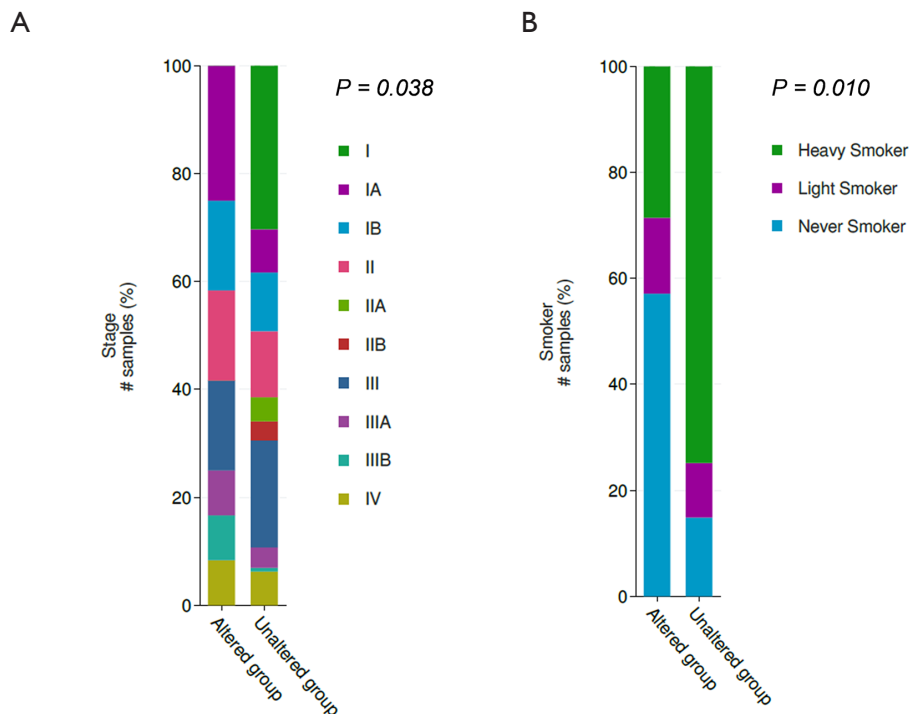 A
B
100
80
60
40
20
0
Stage
# samples (%)
Altered group
Unaltered group
P = 0.038
I
IA
IB
II
IIA
IIB
III
IIIA
IIIB
IV
100
80
60
40
20
0
Smoker
# samples (%)
Altered group
Unaltered group
P = 0.010
Heavy Smoker
Light Smoker
Never Smoker